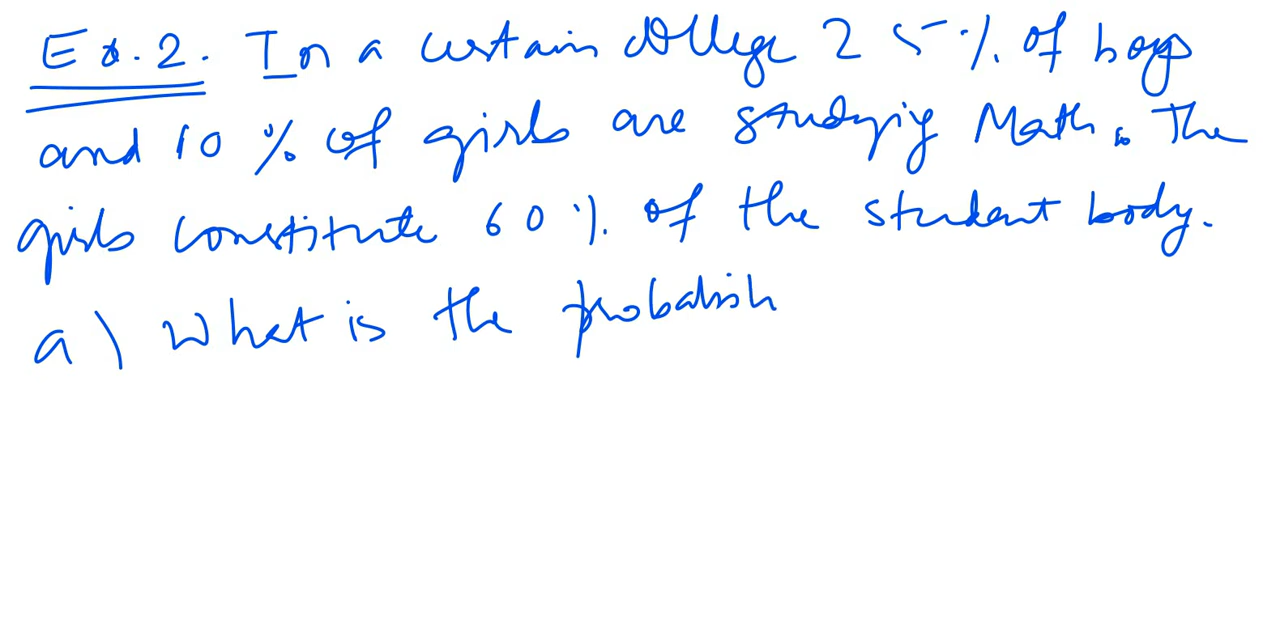 Ex.2. In a certain college 25% of boys
and 10% of girls are studying Math. The
girls constitute 60% of the student body.
a) What is the